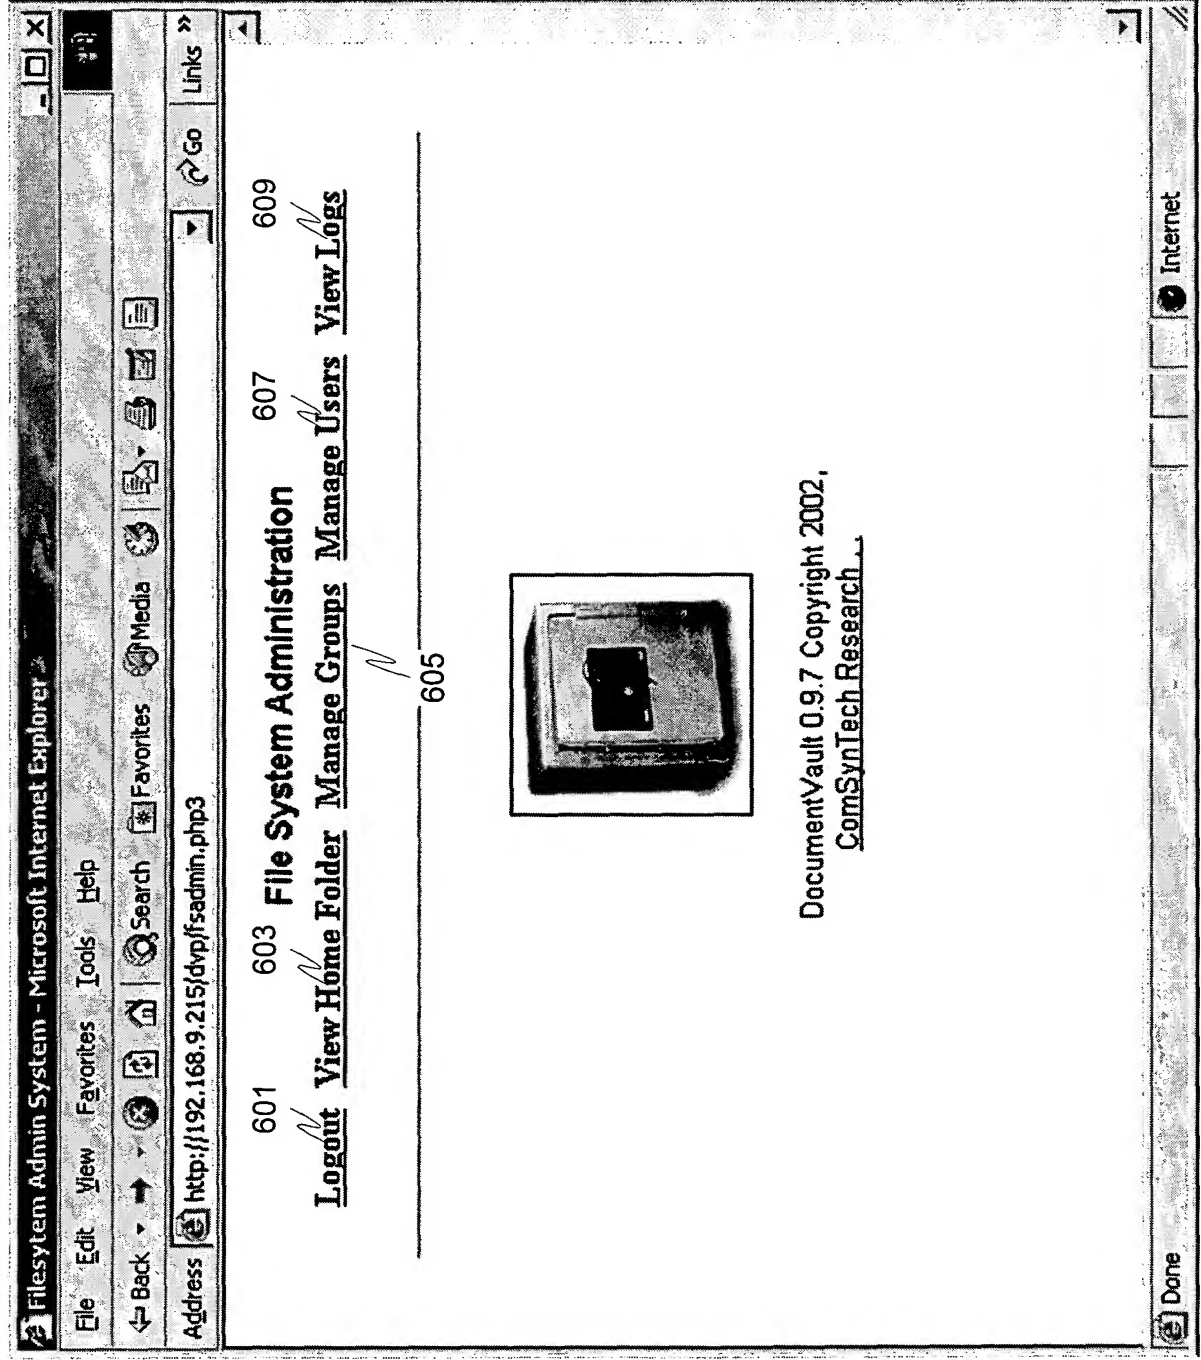 Filesytem Admin System - Microsoft Internet Explorer
File Edit View Favorites Tools Help
Back Search Favorites Media
Address http://192.168.9.215/dvp/fsadmin.php3 Go Links »
601 603 607 609
File System Administration
Logout View Home Folder Manage Groups Manage Users View Logs
605
DocumentVault 0.9.7 Copyright 2002,
ComSynTech Research . .
Done Internet